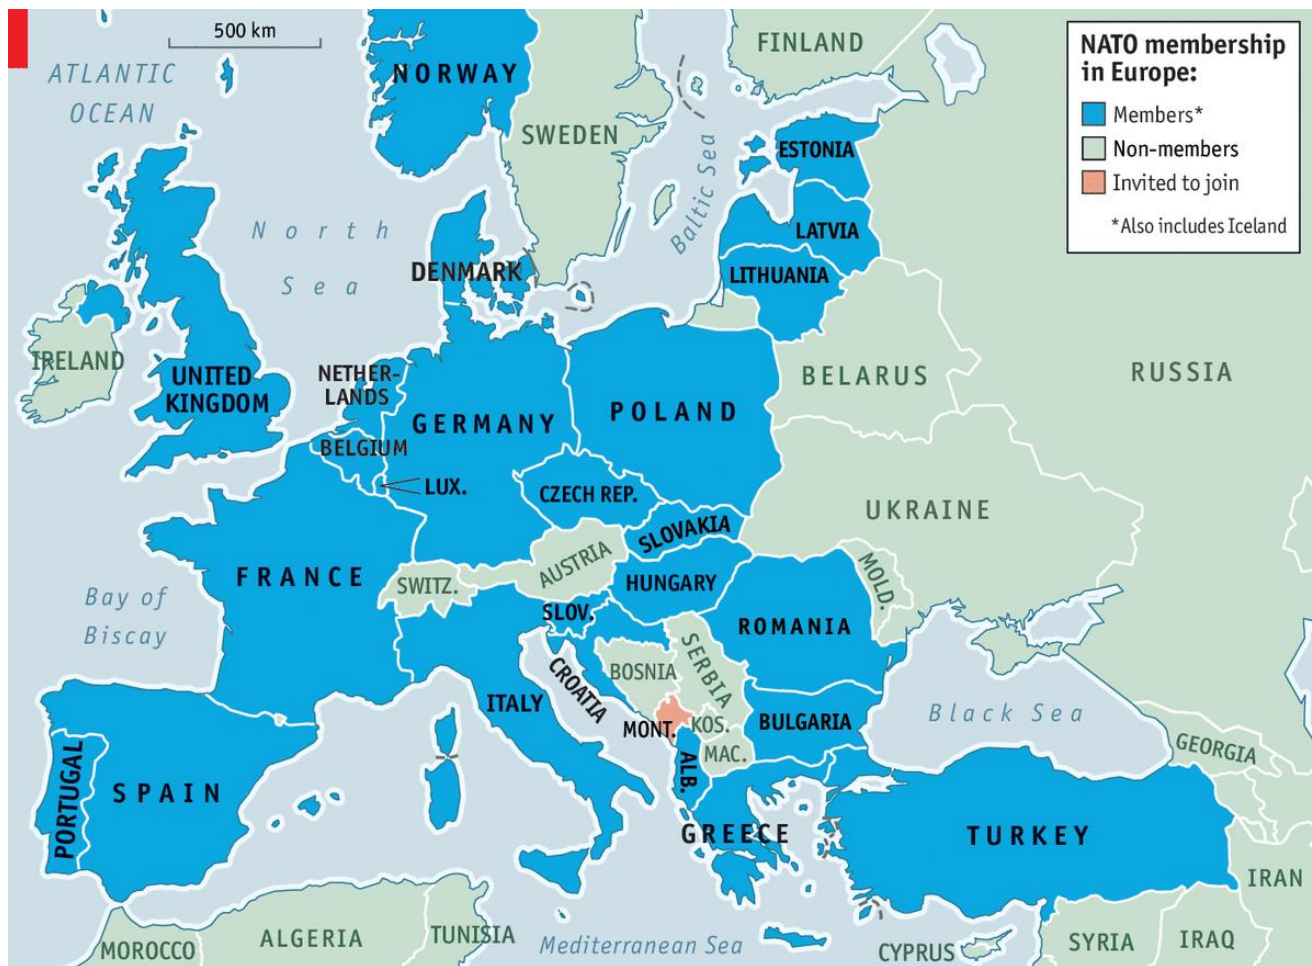 500 km
NATO membership
in Europe:
Members*
Non-members
Invited to join
*Also includes Iceland
ATLANTIC
OCEAN
NORWAY
FINLAND
SWEDEN
ESTONIA
Baltic Sea
LATVIA
North
Sea
DENMARK
LITHUANIA
IRELAND
UNITED
KINGDOM
NETHER-
LANDS
GERMANY
POLAND
BELARUS
RUSSIA
BELGIUM
LUX.
CZECH REP.
UKRAINE
SLOVAKIA
FRANCE
SWITZ.
AUSTRIA
HUNGARY
MOLD.
Bay of
Biscay
SLOV.
ROMANIA
CROATIA
BOSNIA
SERBIA
ITALY
MONT.
KOS.
BULGARIA
Black Sea
MAC.
ALB.
GEORGIA
PORTUGAL
SPAIN
GREECE
TURKEY
IRAN
MOROCCO
ALGERIA
TUNISIA
Mediterranean Sea
CYPRUS
SYRIA
IRAQ